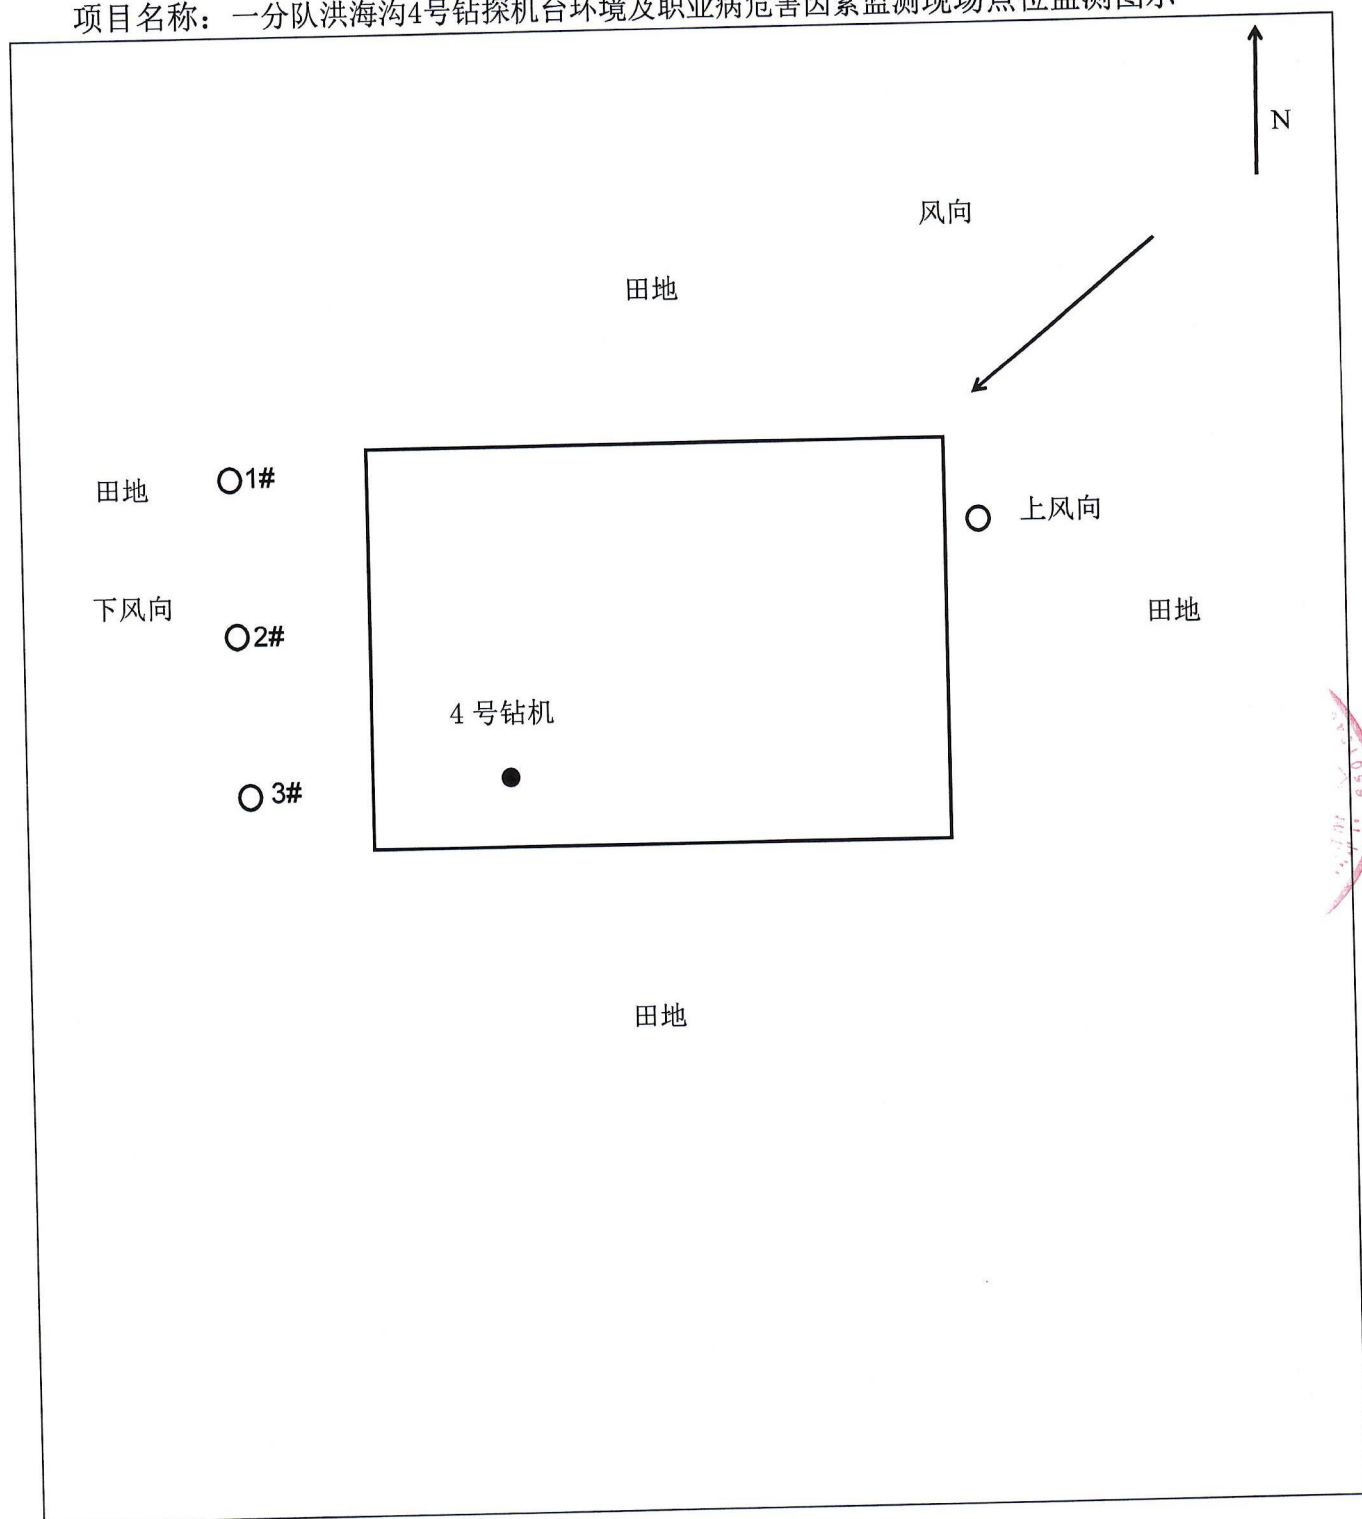 项目名称：一分队洪海沟4号钻探机台环境及职业病危害因素监测现场点位监测图示
N
风向
田地
田地
1#
上风向
下风向
2#
田地
4 号钻机
3#
田地